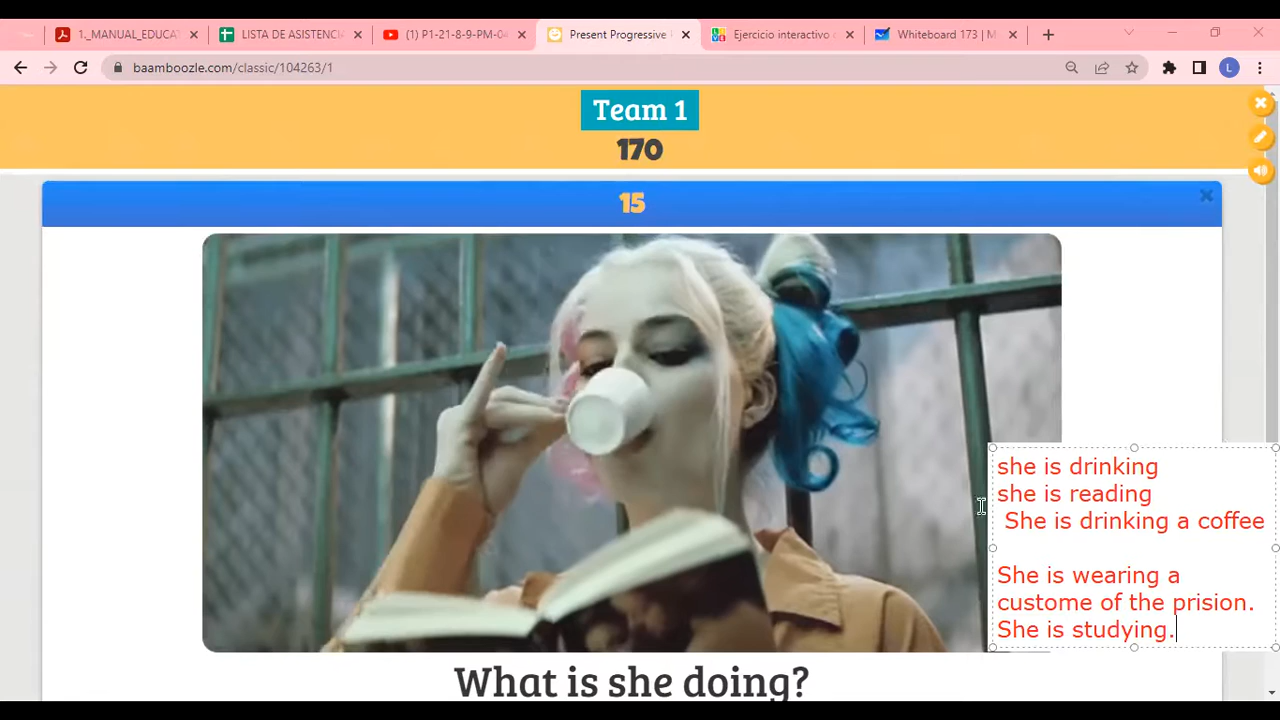 1._MANUAL_EDUCA
LISTA DE ASISTENCI
(1) P1-21-8-9-PM-04
Present Progressive
Ejercicio interactivo
Whiteboard 173 | M
baamboozle.com/classic/104263/1
L
Team 1
170
15
she is drinking
she is reading
She is drinking a coffee
She is wearing a
custome of the prision.
She is studying.
What is she doing?